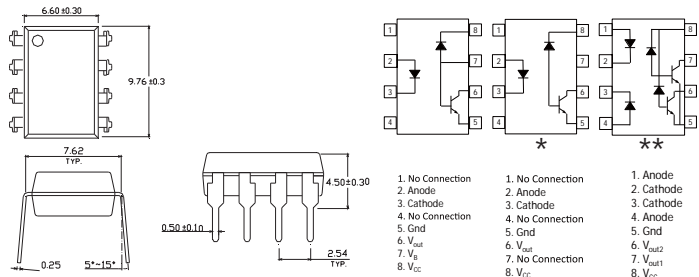 6.60±0.30
9.76 ±0.3
7.62
TYP.
0.25
5°~15°
4.50±0.30
0.50±0.10
2.54
TYP.
1 8
2 7
3 6
4 5
1 8
2 7
3 6
4 5
*
1 8
2 7
3 6
4 5
**
1. No Connection
2. Anode
3. Cathode
4. No Connection
5. Gnd
6. Vout
7. VB
8. VCC
1. No Connection
2. Anode
3. Cathode
4. No Connection
5. Gnd
6. Vout
7. No Connection
8. VCC
1. Anode
2. Cathode
3. Cathode
4. Anode
5. Gnd
6. Vout2
7. Vout1
8. VCC